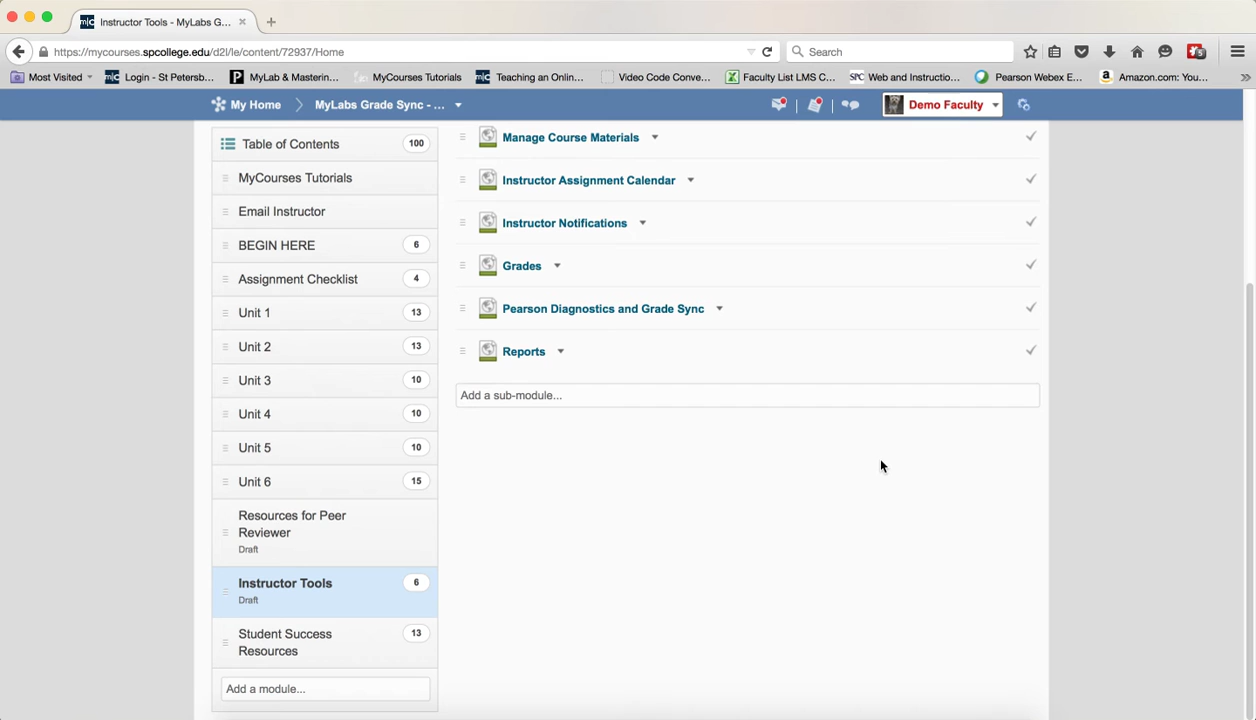 Instructor Tools - MyLabs G...
https://mycourses.spcollege.edu/d2l/le/content/72937/Home
Search
Most Visited
Login - St Petersb...
MyLab & Mastering...
MyCourses Tutorials
Teaching an Onlin...
Video Code Conve...
Faculty List LMS C...
SPC
Web and Instructio...
Pearson Webex E...
Amazon.com: You...
My Home
MyLabs Grade Sync - ...
Demo Faculty
Table of Contents
100
MyCourses Tutorials
Email Instructor
BEGIN HERE
6
Assignment Checklist
4
Unit 1
13
Unit 2
13
Unit 3
10
Unit 4
10
Unit 5
10
Unit 6
15
Resources for Peer
Reviewer
Draft
Instructor Tools
6
Draft
Student Success
Resources
13
Add a module...
Manage Course Materials
Instructor Assignment Calendar
Instructor Notifications
Grades
Pearson Diagnostics and Grade Sync
Reports
Add a sub-module...